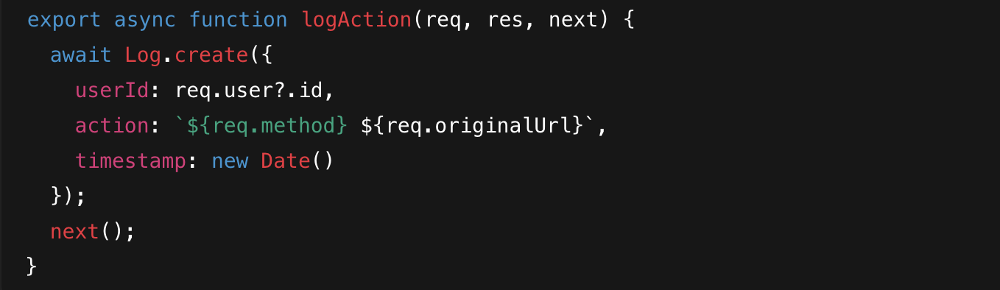 export async function logAction(req, res, next) {
  await Log.create({
    userId: req.user?.id,
    action: `${req.method} ${req.originalUrl}`,
    timestamp: new Date()
  });
  next();
}